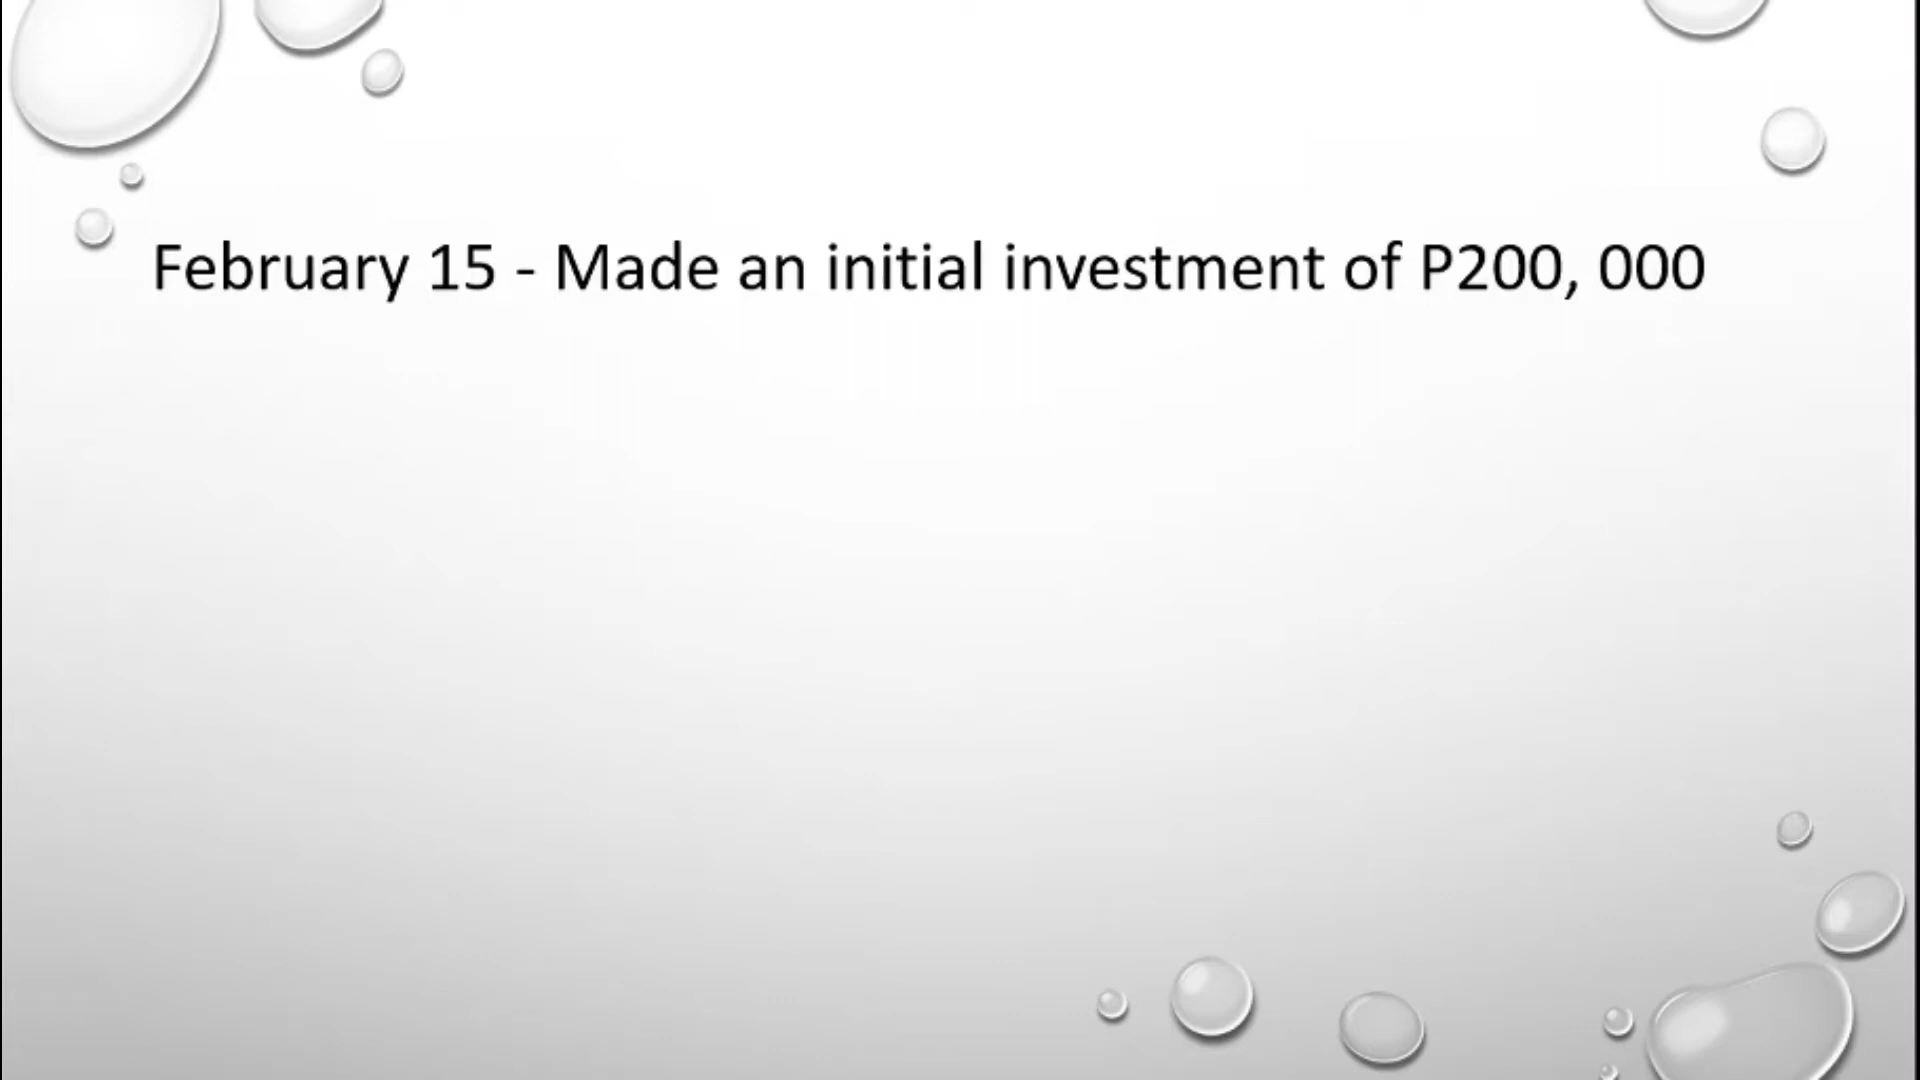 February 15 - Made an initial investment of P200, 000